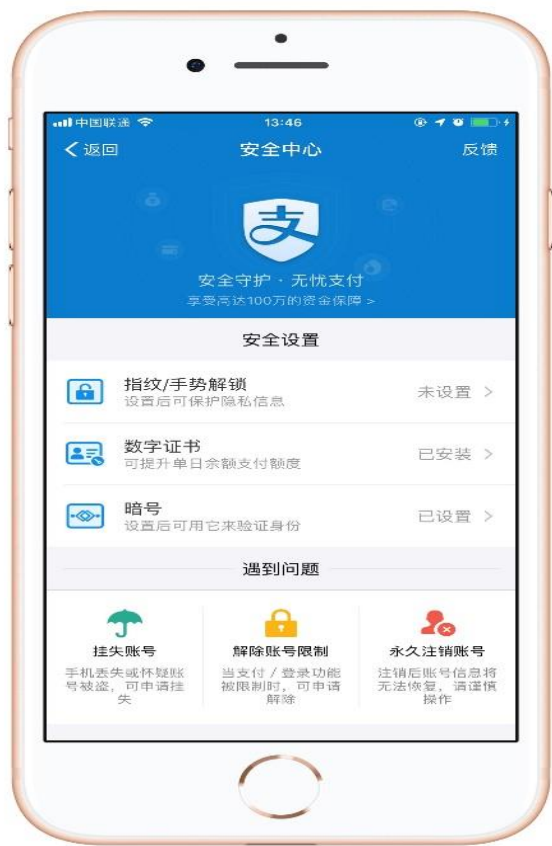 中国联通
13:46
返回
安全中心
反馈
支
安全守护 · 无忧支付
享受高达100万的资金保障 >
安全设置
指纹/手势解锁
设置后可保护隐私信息
未设置 >
数字证书
可提升单日余额支付额度
已安装 >
暗号
设置后可用它来验证身份
已设置 >
遇到问题
挂失账号
手机丢失或怀疑账
号被盗，可申请挂
失
解除账号限制
当支付 / 登录功能
被限制时，可申请
解除
永久注销账号
注销后账号信息将
无法恢复，请谨慎
操作